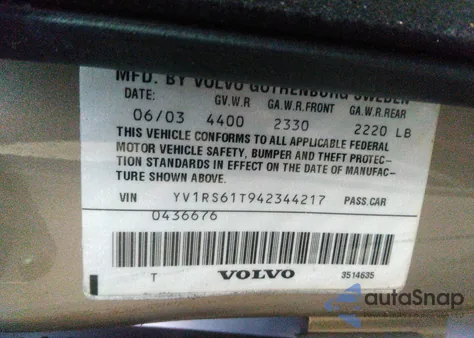 MFD. BY VOLVO GOTHENBURG SWEDEN
DATE: G.V.W.R GA.W.R.FRONT GA.W.R.REAR
06/03 4400 2330 2220 LB
THIS VEHICLE CONFORMS TO ALL APPLICABLE FEDERAL
MOTOR VEHICLE SAFETY, BUMPER AND THEFT PROTEC-
TION STANDARDS IN EFFECT ON THE DATE OF MANUFAC-
TURE SHOWN ABOVE.
VIN YV1RS61T942344217 PASS.CAR
0436676
T VOLVO 3514635
autoSnap